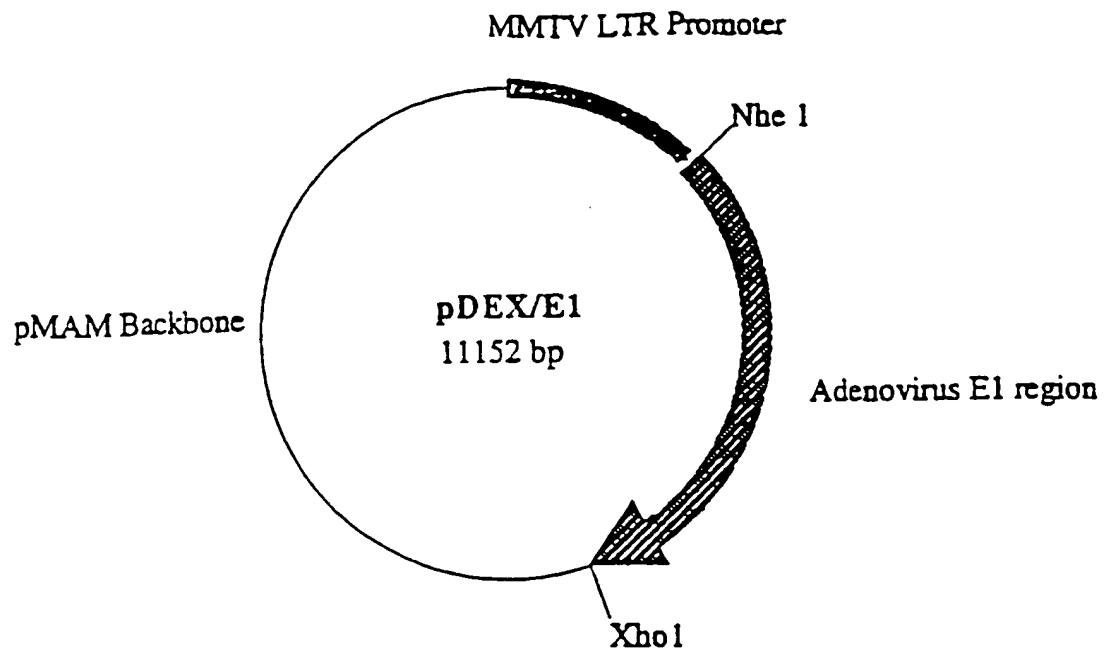 MMTV LTR Promoter
Nhe 1
pDEX/E1
11152 bp
pMAM Backbone
Adenovirus E1 region
Xho1